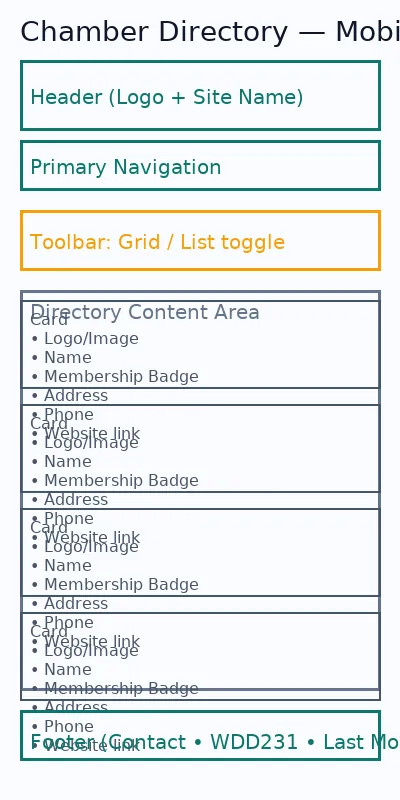 Chamber Directory — Mobi
Header (Logo + Site Name)
Primary Navigation
Toolbar: Grid / List toggle
Directory Content Area
Card
• Logo/Image
• Name
• Membership Badge
• Address
• Phone
• Website link
Card
• Logo/Image
• Name
• Membership Badge
• Address
• Phone
• Website link
Card
• Logo/Image
• Name
• Membership Badge
• Address
• Phone
• Website link
Card
• Logo/Image
• Name
• Membership Badge
• Address
• Phone
• Website link
Footer (Contact • WDD231 • Last Mo